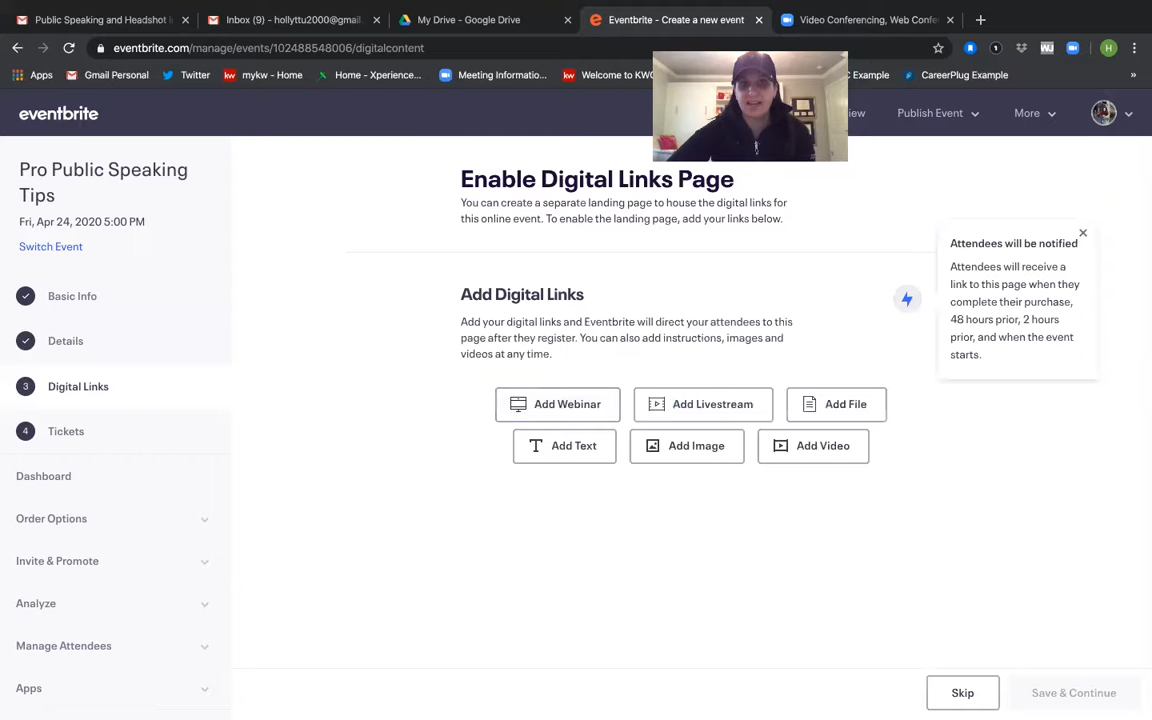 Public Speaking and Headshot
Inbox (9) - hollyttu2000@gmail.
My Drive - Google Drive
Eventbrite - Create a new event
Video Conferencing, Web Confe
eventbrite.com/manage/events/102488548006/digitalcontent
H
Apps
Gmail Personal
Twitter
kw mykw - Home
Home - Xperience...
Meeting Informatio...
kw Welcome to KWC
C Example
CareerPlug Example
»
eventbrite
iew
Publish Event
More
Pro Public Speaking
Tips
Fri, Apr 24, 2020 5:00 PM
Switch Event
Basic Info
Details
3 Digital Links
4 Tickets
Dashboard
Order Options
Invite & Promote
Analyze
Manage Attendees
Apps
Enable Digital Links Page
You can create a separate landing page to house the digital links for
this online event. To enable the landing page, add your links below.
Add Digital Links
Add your digital links and Eventbrite will direct your attendees to this
page after they register. You can also add instructions, images and
videos at any time.
Add Webinar
Add Livestream
Add File
Add Text
Add Image
Add Video
Attendees will be notified
Attendees will receive a
link to this page when they
complete their purchase,
48 hours prior, 2 hours
prior, and when the event
starts.
Skip
Save & Continue